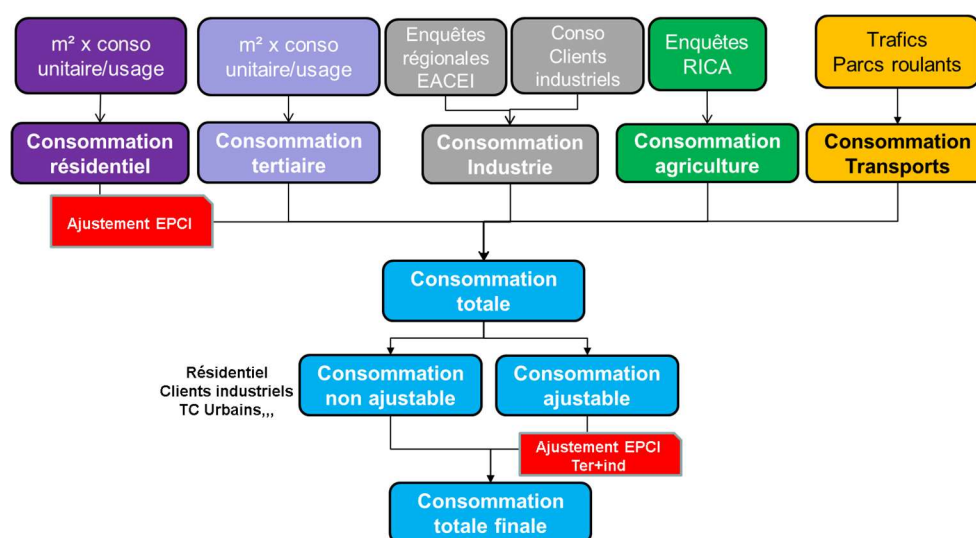 m² x conso
unitaire/usage
m² x conso
unitaire/usage
Enquêtes
régionales
EACEI
Conso
Clients
industriels
Enquêtes
RICA
Trafics
Parcs roulants
Consommation
résidentiel
Consommation
tertiaire
Consommation
Industrie
Consommation
agriculture
Consommation
Transports
Ajustement EPCI
Consommation
totale
Résidentiel
Clients industriels
TC Urbains,,,
Consommation
non ajustable
Consommation
ajustable
Ajustement EPCI
Ter+ind
Consommation
totale finale